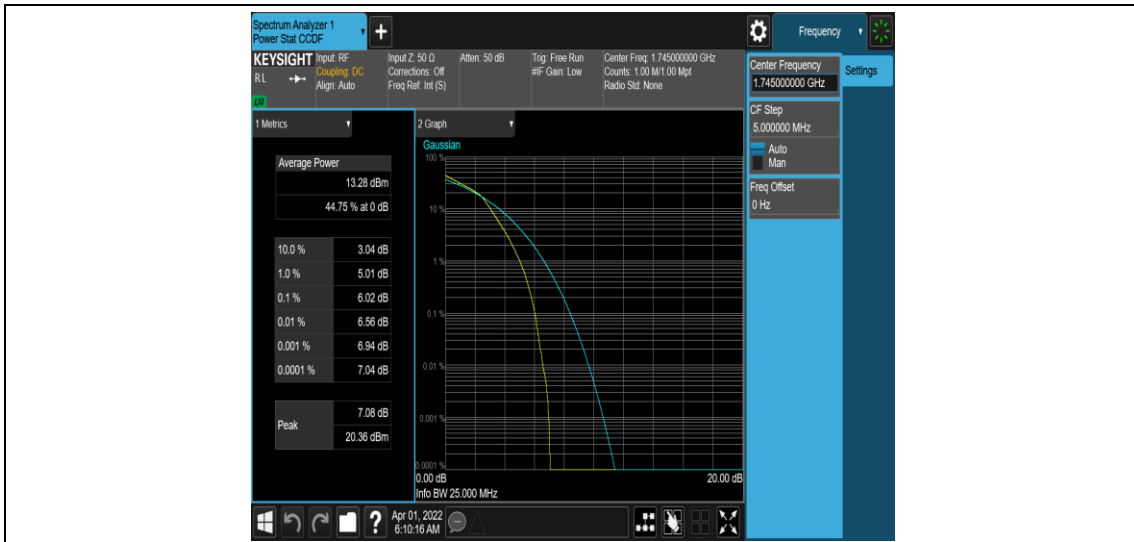 Spectrum Analyzer 1
Power Stat CCDF
+
Frequency
KEYSIGHT
RL
LXI
Input: RF
Coupling: DC
Align: Auto
Input Z: 50 Ω
Corrections: Off
Freq Ref: Int (S)
Atten: 50 dB
Trig: Free Run
#IF Gain: Low
Center Freq: 1.745000000 GHz
Counts: 1.00 M/1.00 Mpt
Radio Std: None
Center Frequency
1.745000000 GHz
Settings
CF Step
5.000000 MHz
Auto
Man
Freq Offset
0 Hz
1 Metrics
Average Power
13.28 dBm
44.75 % at 0 dB
10.0 % 3.04 dB
1.0 % 5.01 dB
0.1 % 6.02 dB
0.01 % 6.56 dB
0.001 % 6.94 dB
0.0001 % 7.04 dB
Peak
7.08 dB
20.36 dBm
2 Graph
Gaussian
100 %
10 %
1 %
0.1 %
0.01 %
0.001 %
0.0001 %
0.00 dB 20.00 dB
Info BW 25.000 MHz
?
Apr 01, 2022
6:10:16 AM